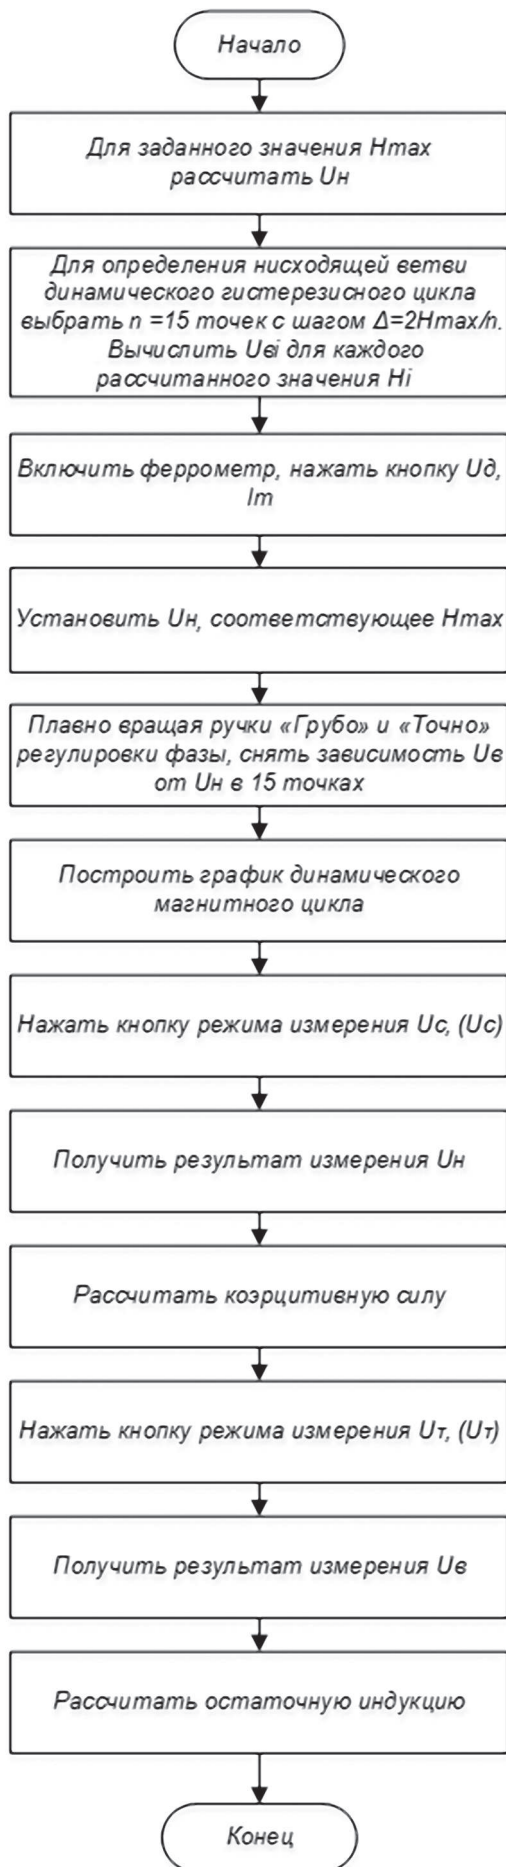 Начало
Для заданного значения Hmax
рассчитать Uн
Для определения нисходящей ветви
динамического гистерезисного цикла
выбрать n =15 точек с шагом Δ=2Hmax/n.
Вычислить Uвi для каждого
рассчитанного значения Hi
Включить феррометр, нажать кнопку Uд,
Im
Установить Uн, соответствующее Hmax
Плавно вращая ручки «Грубо» и «Точно»
регулировки фазы, снять зависимость Uв
от Uн в 15 точках
Построить график динамического
магнитного цикла
Нажать кнопку режима измерения Uс, (Uс)
Получить результат измерения Uн
Рассчитать коэрцитивную силу
Нажать кнопку режима измерения Uт, (Uт)
Получить результат измерения Uв
Рассчитать остаточную индукцию
Конец